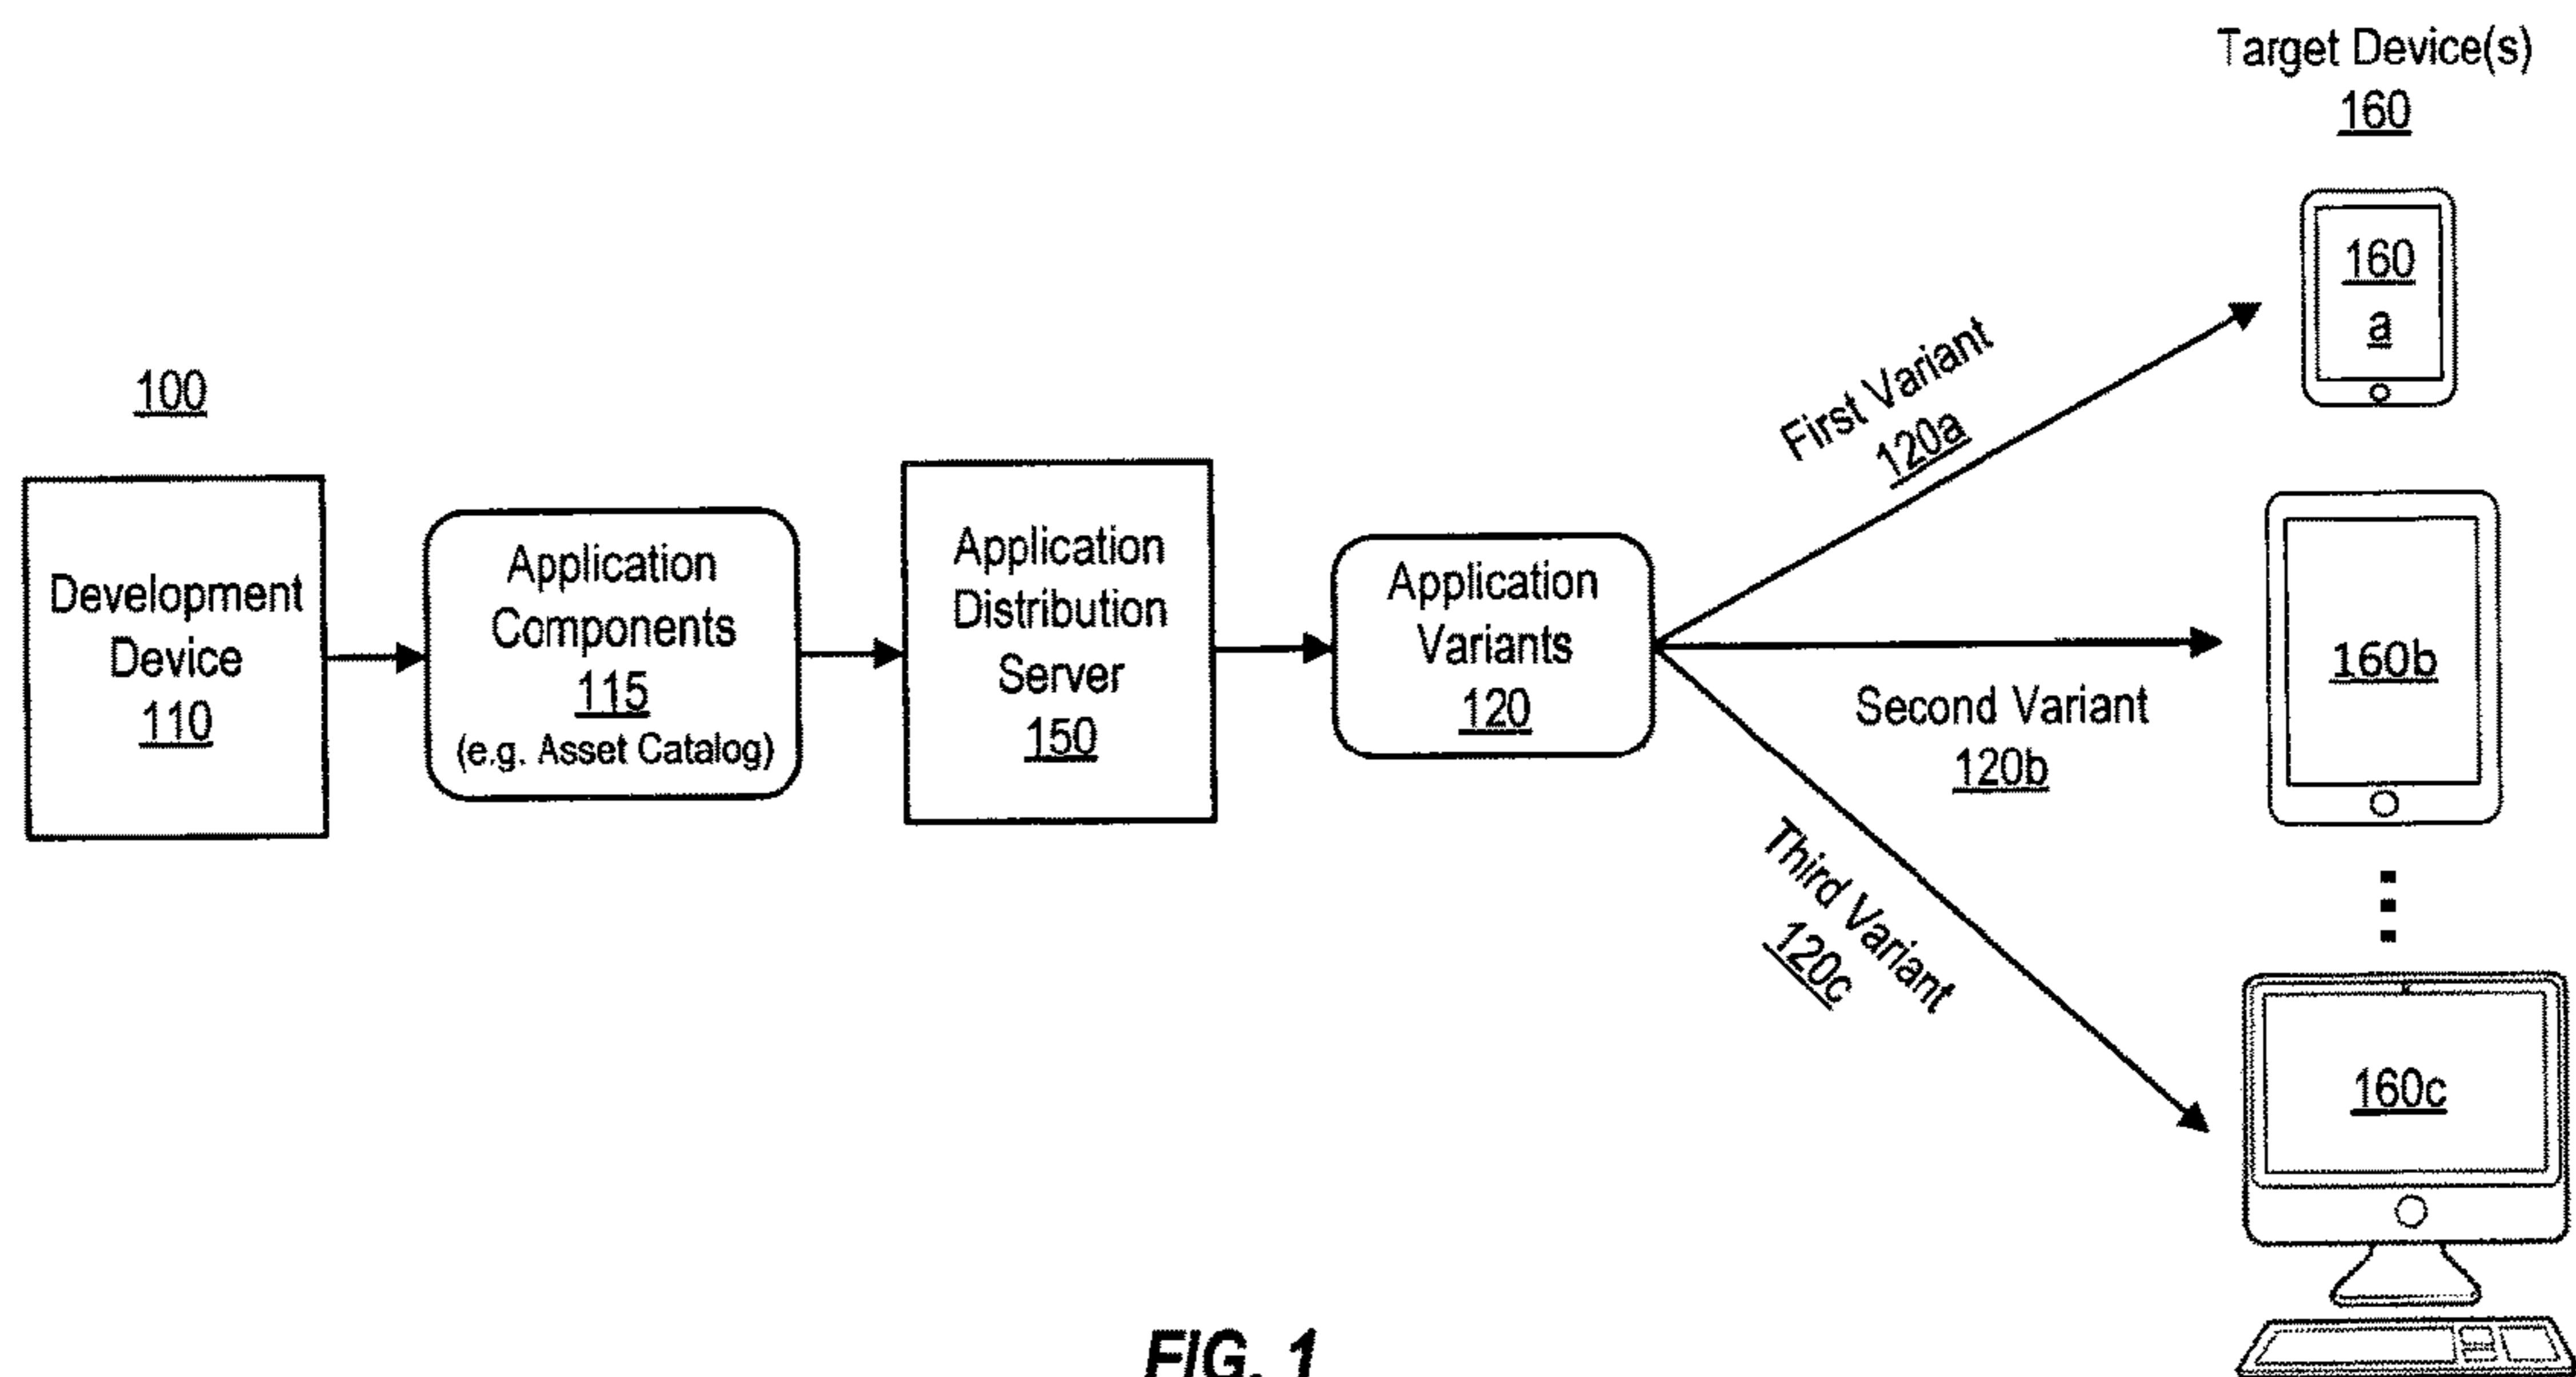 Target Device(s)
160
160
a
100
Development
Device
110
Application
Components
115
(e.g. Asset Catalog)
Application
Distribution
Server
150
Application
Variants
120
First Variant
120a
Second Variant
120b
Third Variant
120c
160b
160c
FIG. 1